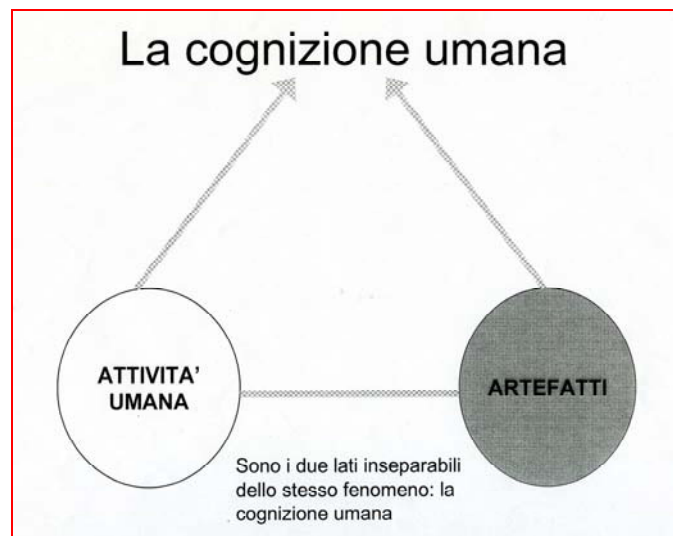 La cognizione umana
ATTIVITA'
UMANA
ARTEFATTI
Sono i due lati inseparabili
dello stesso fenomeno: la
cognizione umana